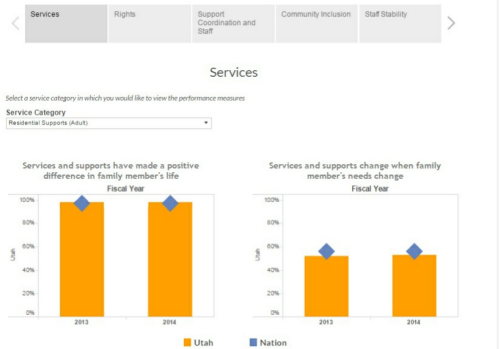 Services
Rights
Support
Coordination and
Staff
Community Inclusion
Staff Stability
Services
Select a service category in which you would like to view the performance measures
Service Category
Residential Supports (Adult)
Services and supports have made a positive
difference in family member's life
Fiscal Year
100%
80%
60%
40%
20%
0%
Utah
2013
2014
Services and supports change when family
member's needs change
Fiscal Year
100%
80%
60%
40%
20%
0%
Utah
2013
2014
Utah
Nation